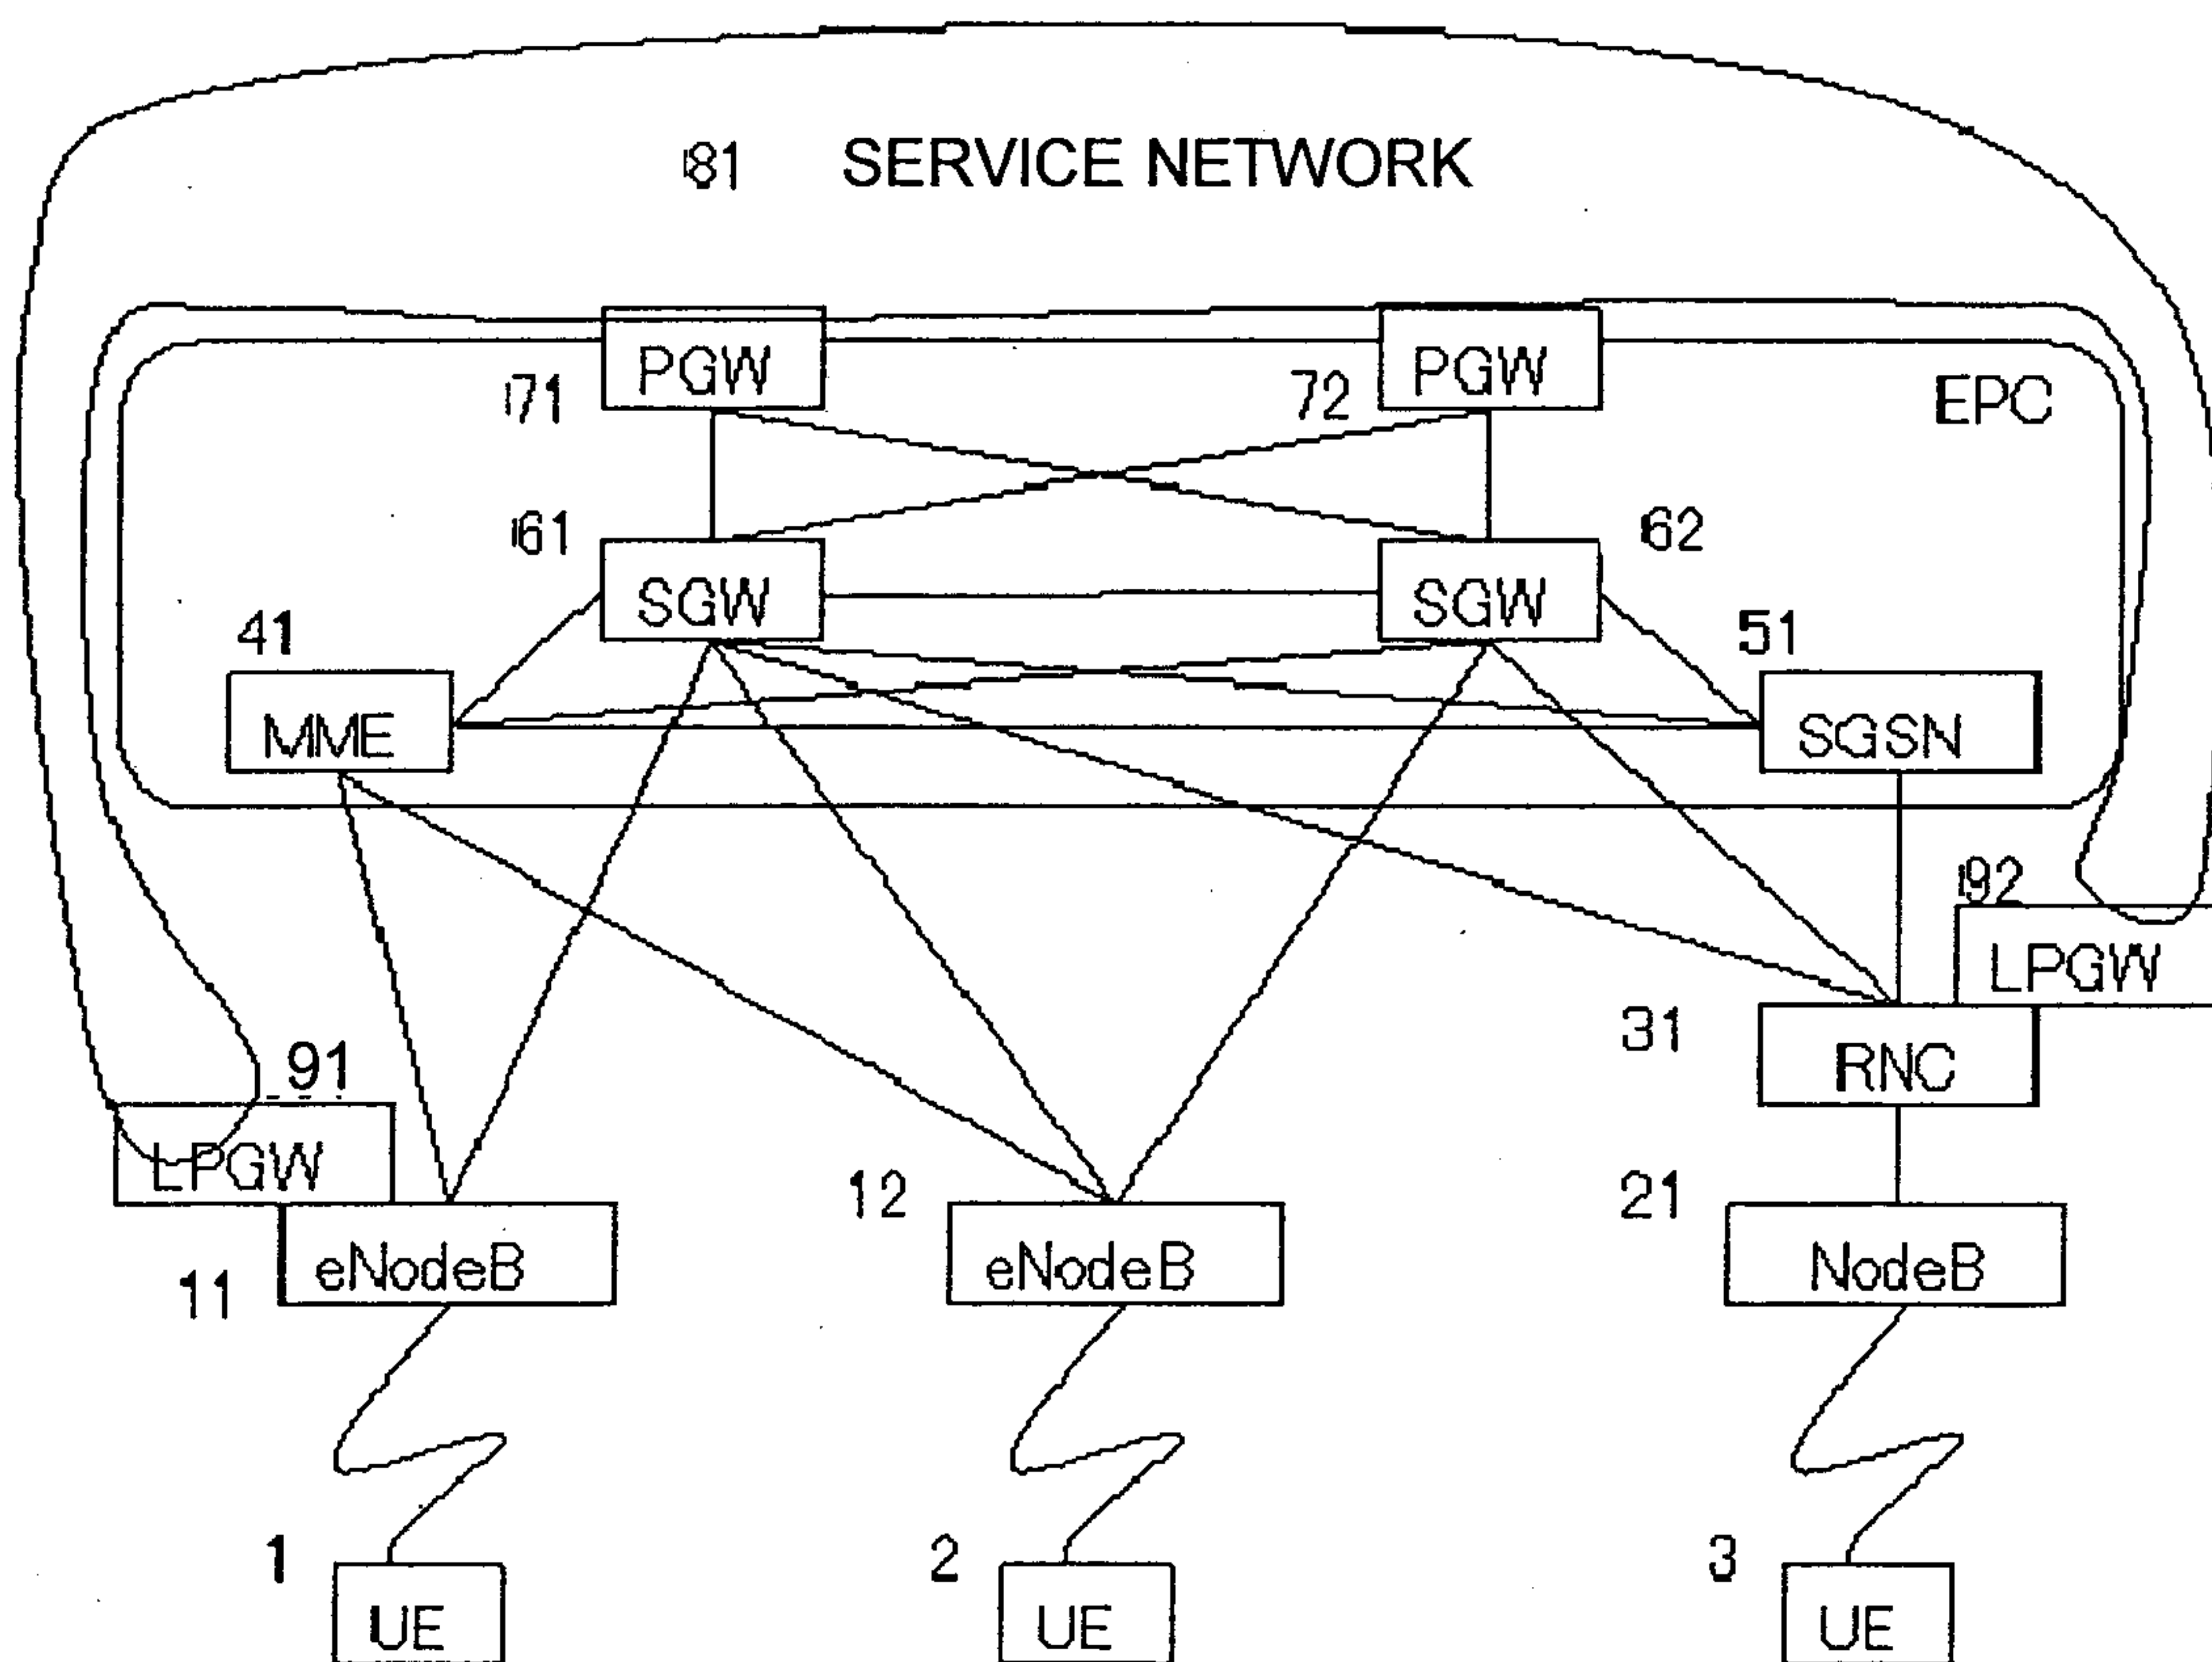 81 SERVICE NETWORK
PGW PGW
71 72 EPC
61 62
SGW SGW
41 51
MME SGSN
92
LPGW
31
RNC
91
LPGW
12 21
eNodeB eNodeB NodeB
11
1 2 3
UE UE UE